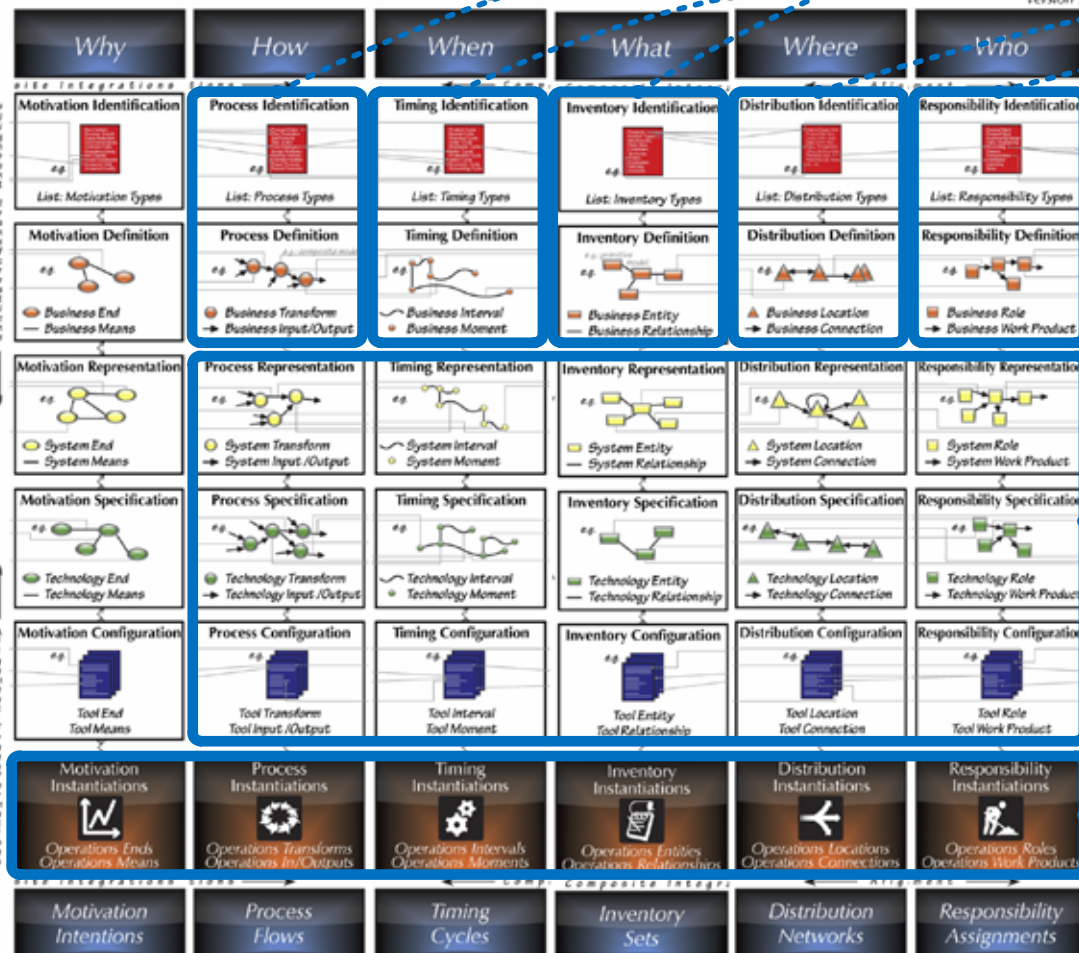 Version
Why How When What Where Who
Motivation Identification Process Identification Timing Identification Inventory Identification Distribution Identification Responsibility Identification
e.g. e.g. e.g. e.g. e.g. e.g.
List: Motivation Types List: Process Types List: Timing Types List: Inventory Types List: Distribution Types List: Responsibility Types
Motivation Definition Process Definition Timing Definition Inventory Definition Distribution Definition Responsibility Definition
e.g., composite model e.g., primitive model
e.g. e.g. e.g. e.g. e.g.
Business End Business Transform Business Interval Business Entity Business Location Business Role
Business Means Business Input/Output Business Moment Business Relationship Business Connection Business Work Product
Motivation Representation Process Representation Timing Representation Inventory Representation Distribution Representation Responsibility Representation
e.g. e.g. e.g. e.g. e.g. e.g.
System End System Transform System Interval System Entity System Location System Role
System Means System Input /Output System Moment System Relationship System Connection System Work Product
Motivation Specification Process Specification Timing Specification Inventory Specification Distribution Specification Responsibility Specification
e.g. e.g. e.g. e.g. e.g. e.g.
Technology End Technology Transform Technology Interval Technology Entity Technology Location Technology Role
Technology Means Technology Input /Output Technology Moment Technology Relationship Technology Connection Technology Work Product
Motivation Configuration Process Configuration Timing Configuration Inventory Configuration Distribution Configuration Responsibility Configuration
e.g. e.g. e.g. e.g. e.g. e.g.
Tool End Tool Transform Tool Interval Tool Entity Tool Location Tool Role
Tool Means Tool Input /Output Tool Moment Tool Relationship Tool Connection Tool Work Product
Motivation Process Timing Inventory Distribution Responsibility
Instantiations Instantiations Instantiations Instantiations Instantiations Instantiations
Operations Ends Operations Transforms Operations Intervals Operations Entities Operations Locations Operations Roles
Operations Means Operations In/Outputs Operations Moments Operations Relationships Operations Connections Operations Work Products
Motivation Process Timing Inventory Distribution Responsibility
Intentions Flows Cycles Sets Networks Assignments